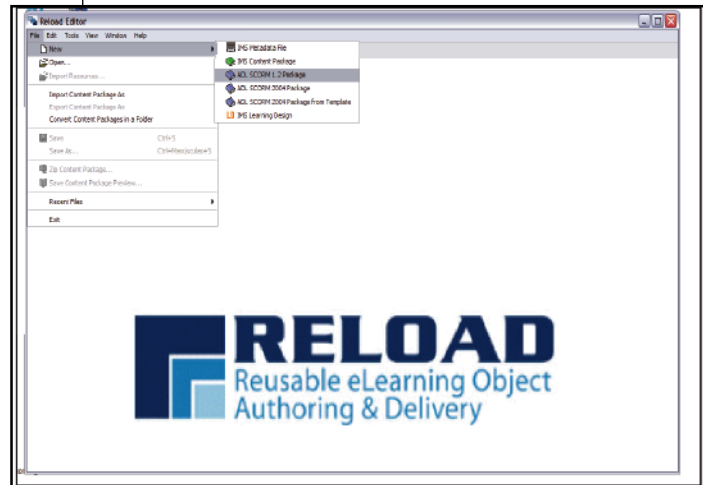 Reload Editor
File Edit Tools View Window Help
New
Open...
Import Resources...
Import Content Package As
Export Content Package As
Convert Content Packages in a Folder
Save Ctrl+S
Save As... Ctrl+Mayúsculas+S
Zip Content Package...
Save Content Package Preview...
Recent Files
Exit
IMS Metadata File
IMS Content Package
ADL SCORM 1.2 Package
ADL SCORM 2004 Package
ADL SCORM 2004 Package from Template
IMS Learning Design
RELOAD
Reusable eLearning Object
Authoring & Delivery